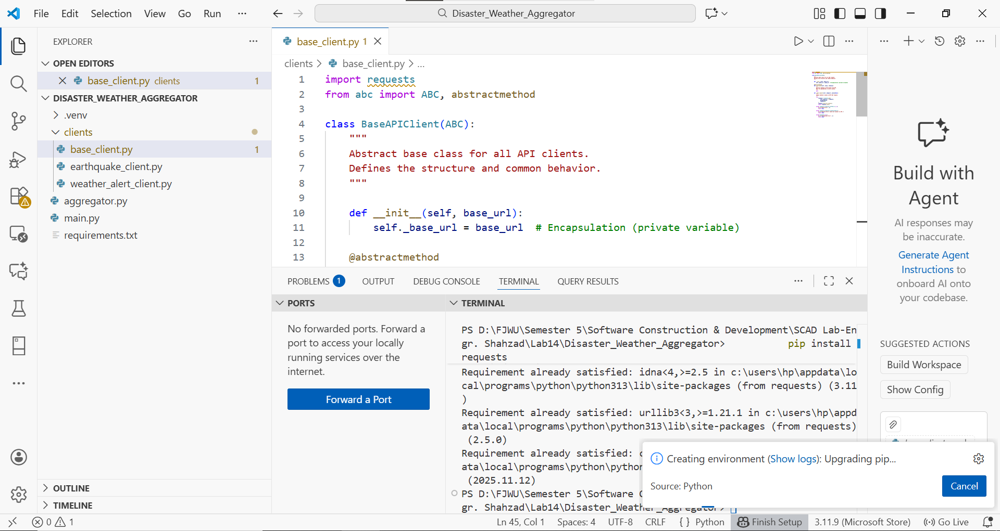 File Edit Selection View Go Run ···
Disaster_Weather_Aggregator
EXPLORER
OPEN EDITORS
base_client.py clients 1
DISASTER_WEATHER_AGGREGATOR
.venv
clients
base_client.py 1
earthquake_client.py
weather_alert_client.py
aggregator.py
main.py
requirements.txt
OUTLINE
TIMELINE
base_client.py 1
clients > base_client.py > ...
1 import requests
2 from abc import ABC, abstractmethod
3
4 class BaseAPIClient(ABC):
5 """
6 Abstract base class for all API clients.
7 Defines the structure and common behavior.
8 """
9
10 def __init__(self, base_url):
11 self._base_url = base_url # Encapsulation (private variable)
12
13 @abstractmethod
PROBLEMS 1 OUTPUT DEBUG CONSOLE TERMINAL QUERY RESULTS
PORTS
No forwarded ports. Forward a
port to access your locally
running services over the
internet.
Forward a Port
TERMINAL
PS D:\FJWU\Semester 5\Software Construction & Development\SCAD Lab-En
gr. Shahzad\Lab14\Disaster_Weather_Aggregator> pip install
requests
Requirement already satisfied: idna<4,>=2.5 in c:\users\hp\appdata\lo
cal\programs\python\python313\lib\site-packages (from requests) (3.11
)
Requirement already satisfied: urllib3<3,>=1.21.1 in c:\users\hp\appd
ata\local\programs\python\python313\lib\site-packages (from requests)
(2.5.0)
Requirement already satisfied: c
ata\local\programs\python\python
(2025.11.12)
PS D:\FJWU\Semester 5\Software C
gr. Shahzad\Lab14\Disaster_Weather_Aggregator>
Build with
Agent
AI responses may
be inaccurate.
Generate Agent
Instructions to
onboard AI onto
your codebase.
SUGGESTED ACTIONS
Build Workspace
Show Config
Creating environment (Show logs): Upgrading pip...
Source: Python
Cancel
0 1
Ln 45, Col 1 Spaces: 4 UTF-8 CRLF { } Python Finish Setup 3.11.9 (Microsoft Store) Go Live